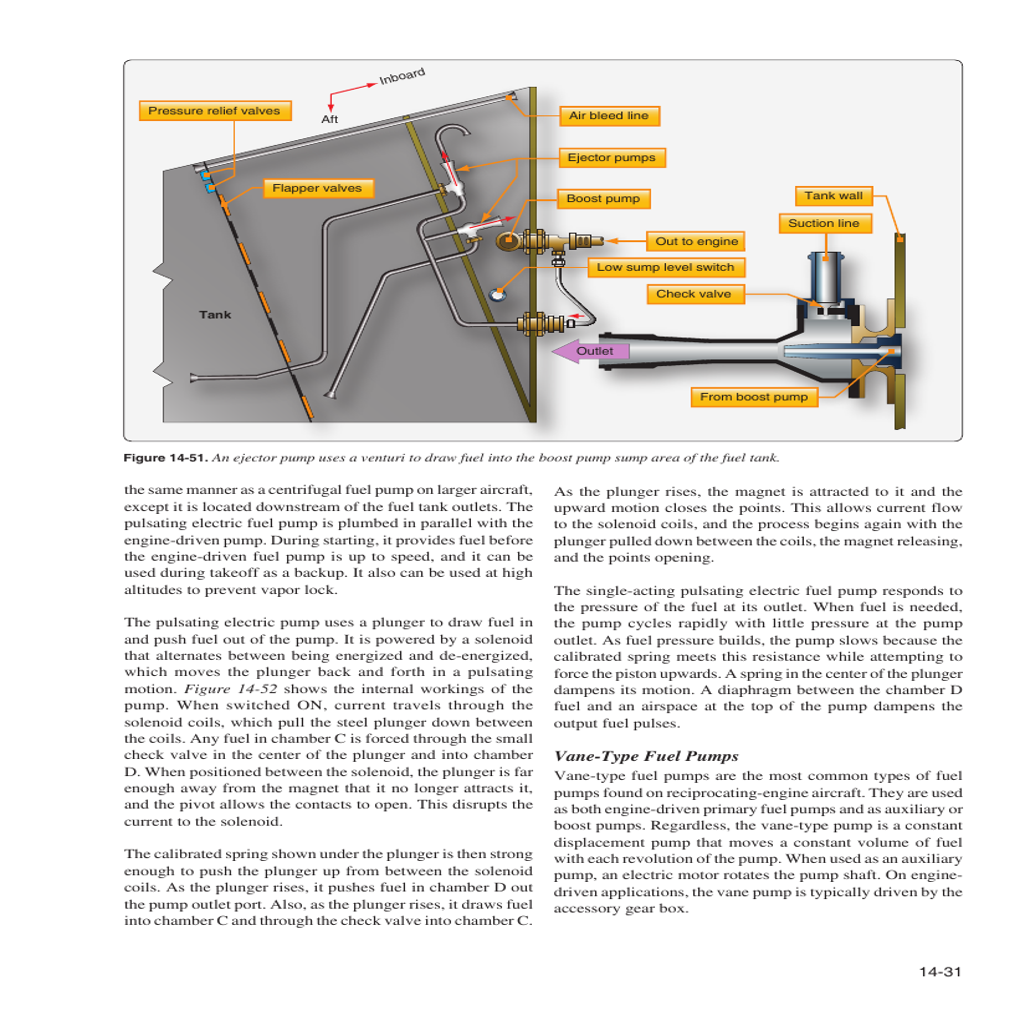 Inboard
Aft
Pressure relief valves
Air bleed line
Ejector pumps
Flapper valves
Boost pump
Tank wall
Suction line
Out to engine
Low sump level switch
Check valve
Tank
Outlet
From boost pump
Figure 14-51. An ejector pump uses a venturi to draw fuel into the boost pump sump area of the fuel tank.
the same manner as a centrifugal fuel pump on larger aircraft,
except it is located downstream of the fuel tank outlets. The
pulsating electric fuel pump is plumbed in parallel with the
engine-driven pump. During starting, it provides fuel before
the engine-driven fuel pump is up to speed, and it can be
used during takeoff as a backup. It also can be used at high
altitudes to prevent vapor lock.
The pulsating electric pump uses a plunger to draw fuel in
and push fuel out of the pump. It is powered by a solenoid
that alternates between being energized and de-energized,
which moves the plunger back and forth in a pulsating
motion. Figure 14-52 shows the internal workings of the
pump. When switched ON, current travels through the
solenoid coils, which pull the steel plunger down between
the coils. Any fuel in chamber C is forced through the small
check valve in the center of the plunger and into chamber
D. When positioned between the solenoid, the plunger is far
enough away from the magnet that it no longer attracts it,
and the pivot allows the contacts to open. This disrupts the
current to the solenoid.
The calibrated spring shown under the plunger is then strong
enough to push the plunger up from between the solenoid
coils. As the plunger rises, it pushes fuel in chamber D out
the pump outlet port. Also, as the plunger rises, it draws fuel
into chamber C and through the check valve into chamber C.
As the plunger rises, the magnet is attracted to it and the
upward motion closes the points. This allows current flow
to the solenoid coils, and the process begins again with the
plunger pulled down between the coils, the magnet releasing,
and the points opening.
The single-acting pulsating electric fuel pump responds to
the pressure of the fuel at its outlet. When fuel is needed,
the pump cycles rapidly with little pressure at the pump
outlet. As fuel pressure builds, the pump slows because the
calibrated spring meets this resistance while attempting to
force the piston upwards. A spring in the center of the plunger
dampens its motion. A diaphragm between the chamber D
fuel and an airspace at the top of the pump dampens the
output fuel pulses.
Vane-Type Fuel Pumps
Vane-type fuel pumps are the most common types of fuel
pumps found on reciprocating-engine aircraft. They are used
as both engine-driven primary fuel pumps and as auxiliary or
boost pumps. Regardless, the vane-type pump is a constant
displacement pump that moves a constant volume of fuel
with each revolution of the pump. When used as an auxiliary
pump, an electric motor rotates the pump shaft. On engine-
driven applications, the vane pump is typically driven by the
accessory gear box.
14-31